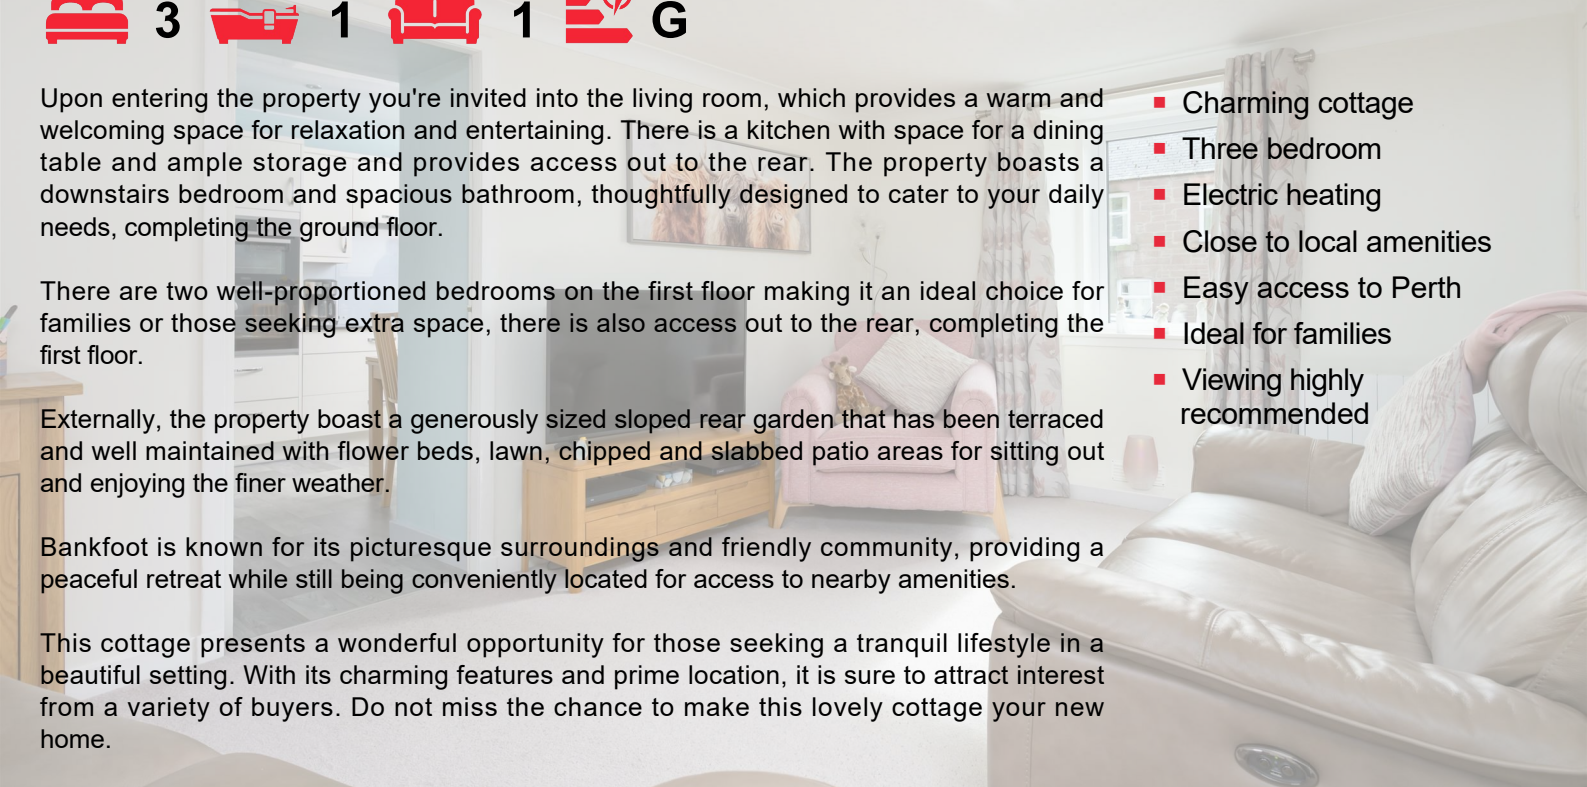 3 1 1 G
Upon entering the property you're invited into the living room, which provides a warm and
welcoming space for relaxation and entertaining. There is a kitchen with space for a dining
table and ample storage and provides access out to the rear. The property boasts a
downstairs bedroom and spacious bathroom, thoughtfully designed to cater to your daily
needs, completing the ground floor.
There are two well-proportioned bedrooms on the first floor making it an ideal choice for
families or those seeking extra space, there is also access out to the rear, completing the
first floor.
Externally, the property boast a generously sized sloped rear garden that has been terraced
and well maintained with flower beds, lawn, chipped and slabbed patio areas for sitting out
and enjoying the finer weather.
Bankfoot is known for its picturesque surroundings and friendly community, providing a
peaceful retreat while still being conveniently located for access to nearby amenities.
This cottage presents a wonderful opportunity for those seeking a tranquil lifestyle in a
beautiful setting. With its charming features and prime location, it is sure to attract interest
from a variety of buyers. Do not miss the chance to make this lovely cottage your new
home.
▪ Charming cottage
▪ Three bedroom
▪ Electric heating
▪ Close to local amenities
▪ Easy access to Perth
▪ Ideal for families
▪ Viewing highly
recommended